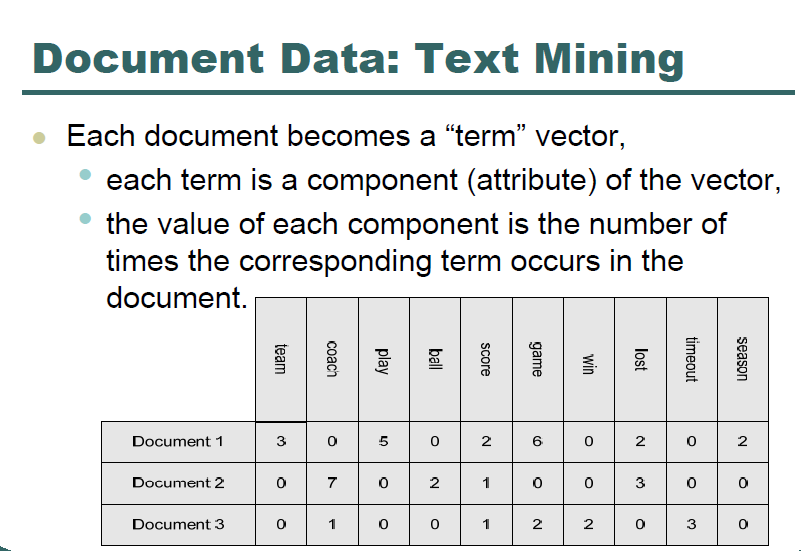 Document Data: Text Mining
Each document becomes a “term” vector,
each term is a component (attribute) of the vector,
the value of each component is the number of
times the corresponding term occurs in the
document.
team coach play ball score game win lost timeout season
Document 1 3 0 5 0 2 6 0 2 0 2
Document 2 0 7 0 2 1 0 0 3 0 0
Document 3 0 1 0 0 1 2 2 0 3 0